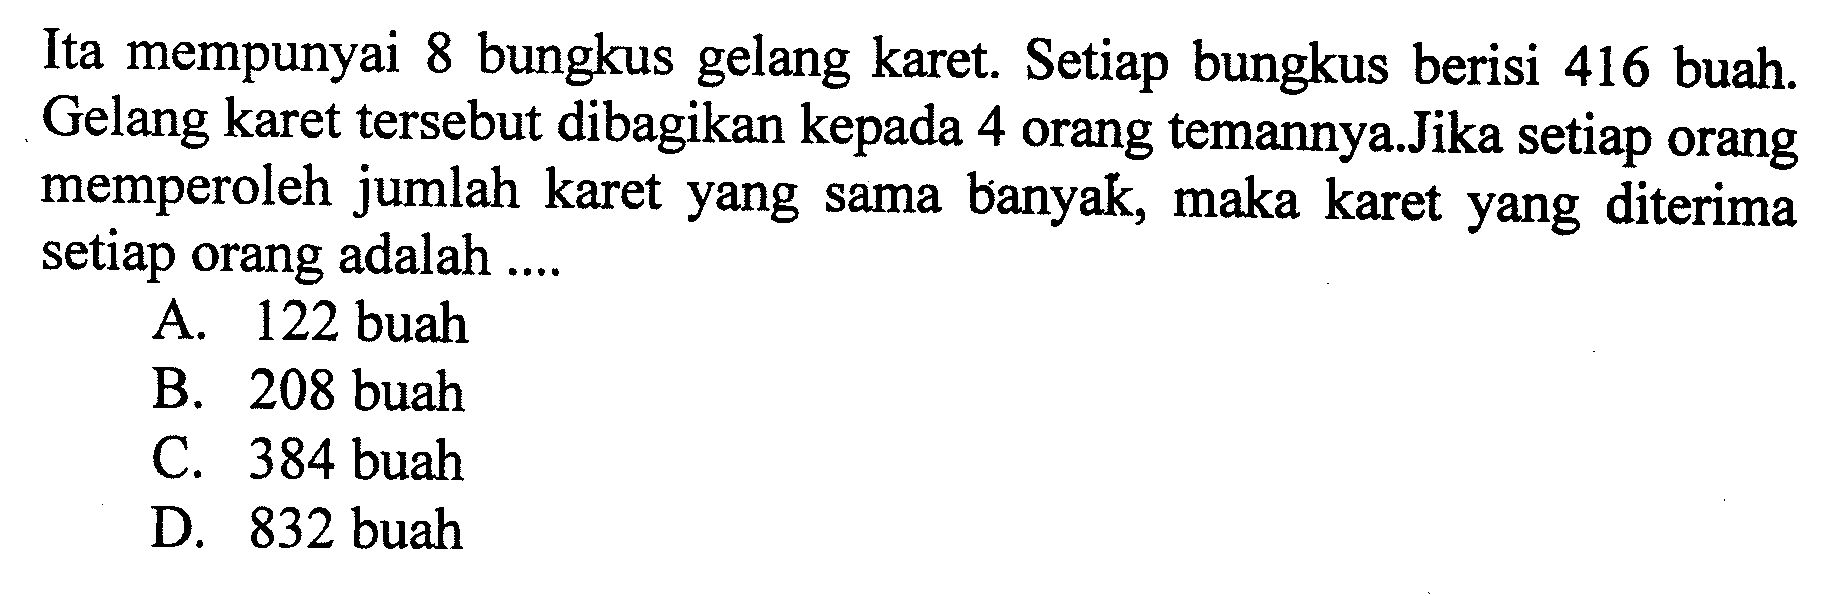 Ita mempunyai 8 bungkus gelang karet. Setiap bungkus berisi 416 buah.
Gelang karet tersebut dibagikan kepada 4 orang temannya.Jika setiap orang
memperoleh jumlah karet yang sama banyak, maka karet yang diterima
setiap orang adalah ....
A. 122 buah
B. 208 buah
C. 384 buah
D. 832 buah